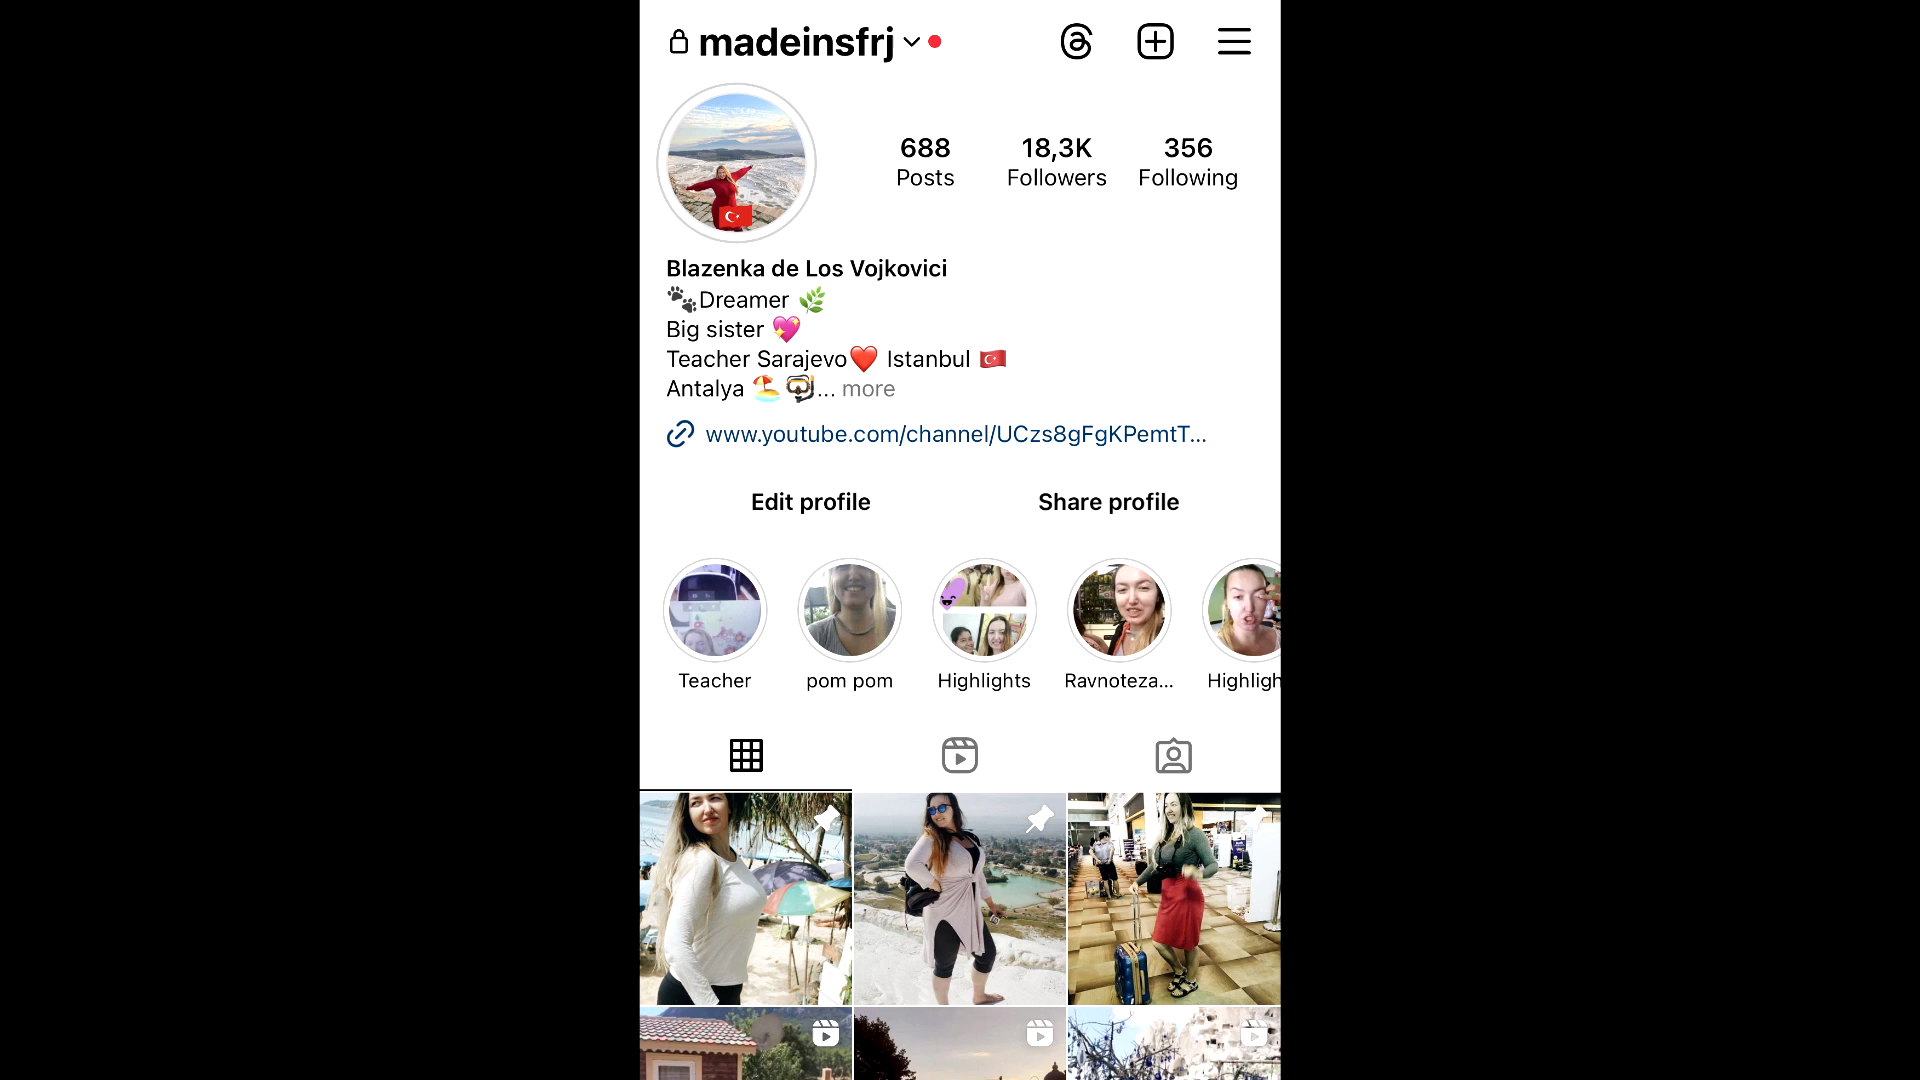 madeinsfrj
688 18,3K 356
Posts Followers Following
Blazenka de Los Vojkovici
🐾Dreamer 🌿
Big sister 💖
Teacher Sarajevo❤️ Istanbul 🇹🇷
Antalya 🏖️🤿... more
www.youtube.com/channel/UCzs8gFgKPemtT...
Edit profile Share profile
Teacher pom pom Highlights Ravnoteza... Highligh